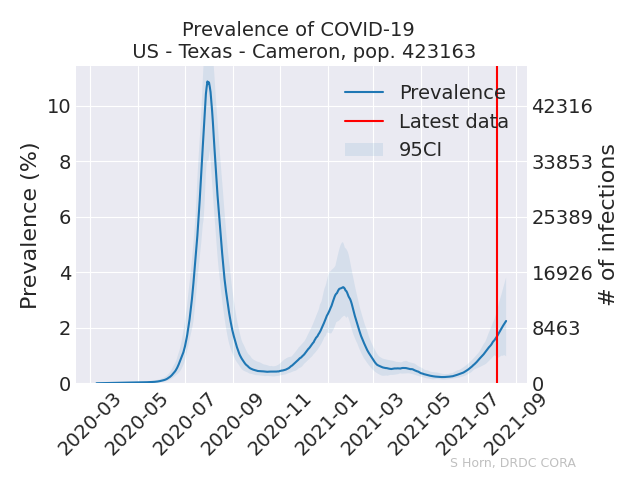 Prevalence of COVID-19
US - Texas - Cameron, pop. 423163
Prevalence (%)
10
8
6
4
2
0
Prevalence
Latest data
95CI
42316
33853
25389
16926
8463
0
# of infections
2020-03
2020-05
2020-07
2020-09
2020-11
2021-01
2021-03
2021-05
2021-07
2021-09
S Horn, DRDC CORA